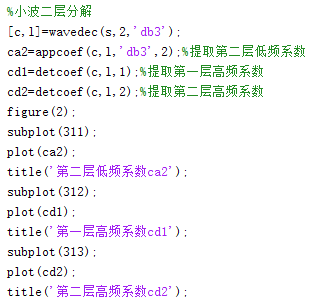 %小波二层分解
[c,l]=wavedec(s,2,'db3');
ca2=appcoef(c,l,'db3',2);%提取第二层低频系数
cd1=detcoef(c,l,1);%提取第一层高频系数
cd2=detcoef(c,l,2);%提取第二层高频系数
figure(2);
subplot(311);
plot(ca2);
title('第二层低频系数ca2');
subplot(312);
plot(cd1);
title('第一层高频系数cd1');
subplot(313);
plot(cd2);
title('第二层高频系数cd2');